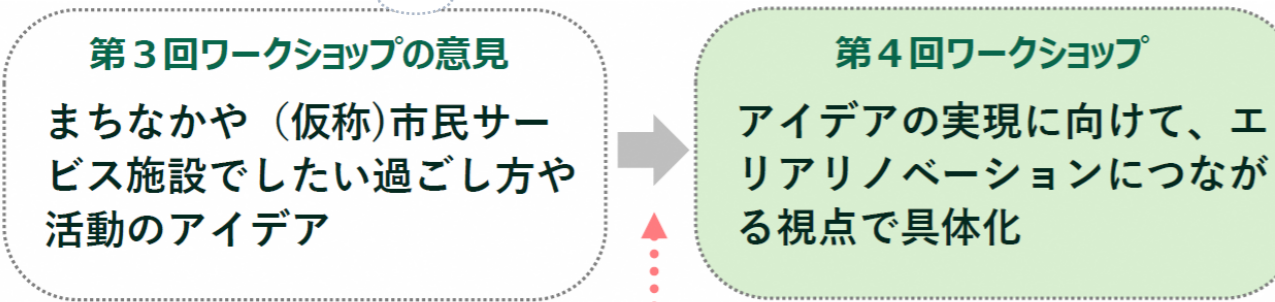 第３回ワークショップの意見
まちなかや（仮称)市民サー
ビス施設でしたい過ごし方や
活動のアイデア
第４回ワークショップ
アイデアの実現に向けて、エ
リアリノベーションにつなが
る視点で具体化